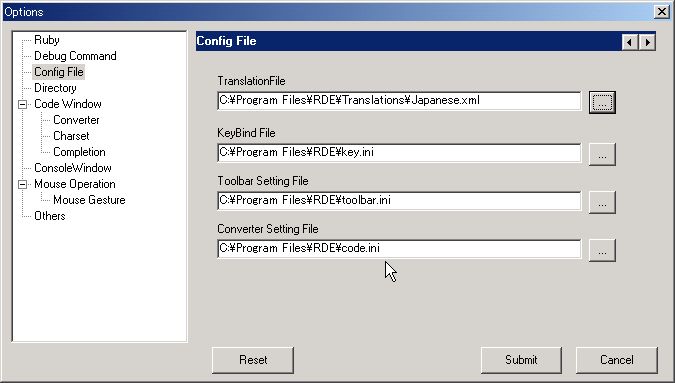 Options
Ruby
Debug Command
Config File
Directory
Code Window
Converter
Charset
Completion
ConsoleWindow
Mouse Operation
Mouse Gesture
Others
Config File
TranslationFile
C:¥Program Files¥RDE¥Translations¥Japanese.xml
...
KeyBind File
C:¥Program Files¥RDE¥key.ini
...
Toolbar Setting File
C:¥Program Files¥RDE¥toolbar.ini
...
Converter Setting File
C:¥Program Files¥RDE¥code.ini
...
Reset
Submit
Cancel